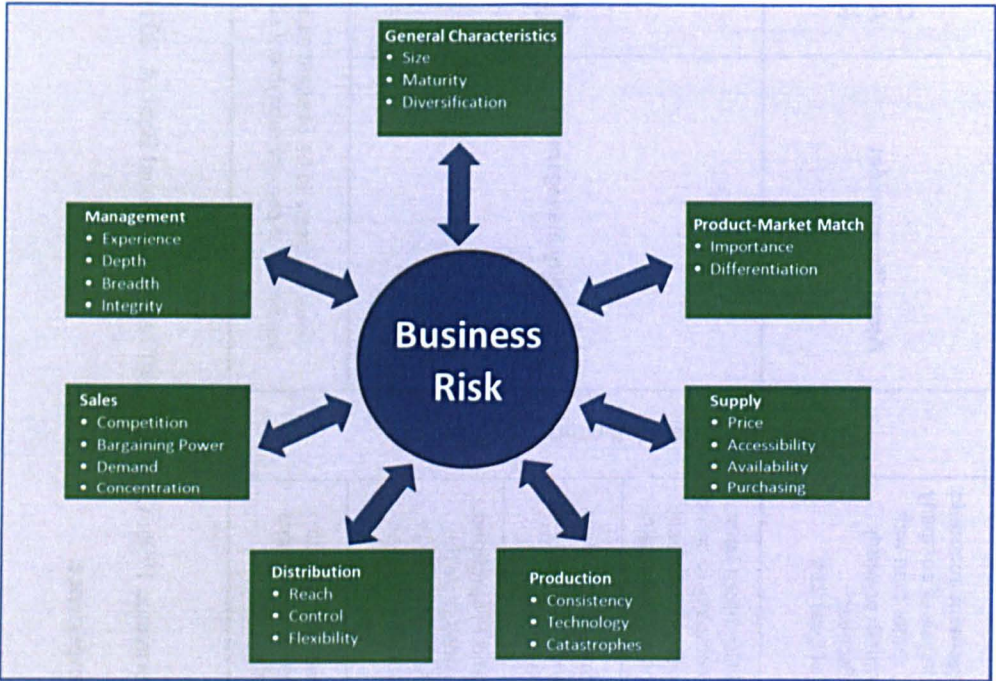 General Characteristics
• Size
• Maturity
• Diversification
Product-Market Match
• Importance
• Differentiation
Supply
• Price
• Accessibility
• Availability
• Purchasing
Production
• Consistency
• Technology
• Catastrophes
Distribution
• Reach
• Control
• Flexibility
Sales
• Competition
• Bargaining Power
• Demand
• Concentration
Management
• Experience
• Depth
• Breadth
• Integrity
Business
Risk